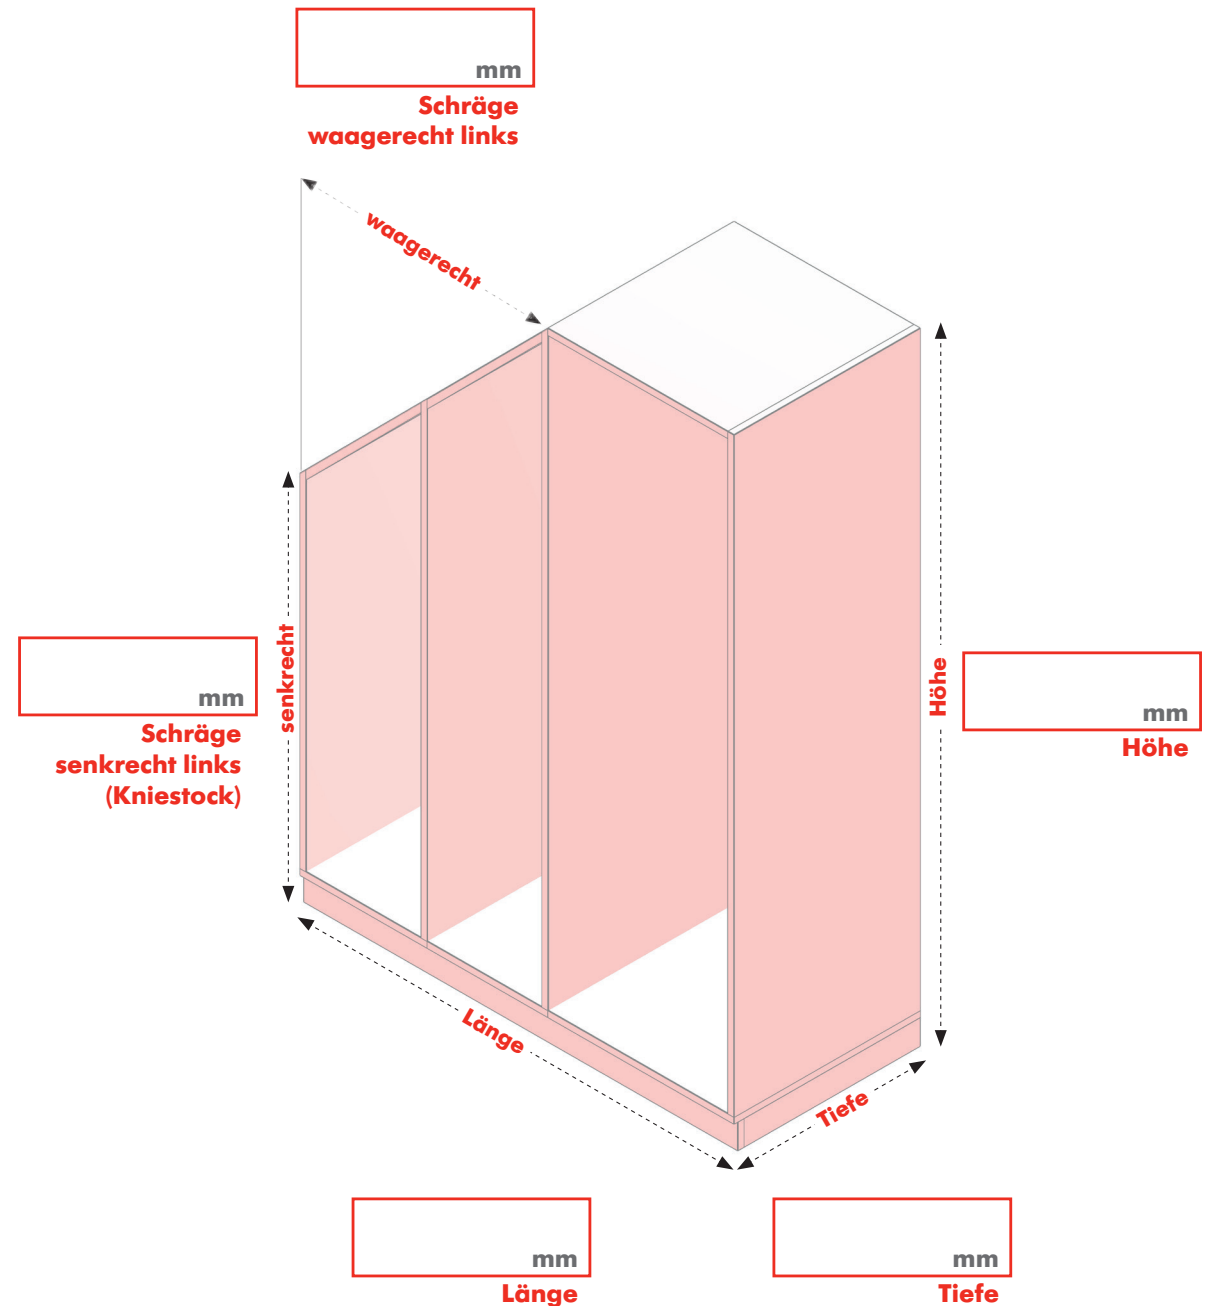 mm
Schräge
waagerecht links
waagerecht
senkrecht
mm
Schräge
senkrecht links
(Kniestock)
Höhe
mm
Höhe
Länge
Tiefe
mm
Länge
mm
Tiefe